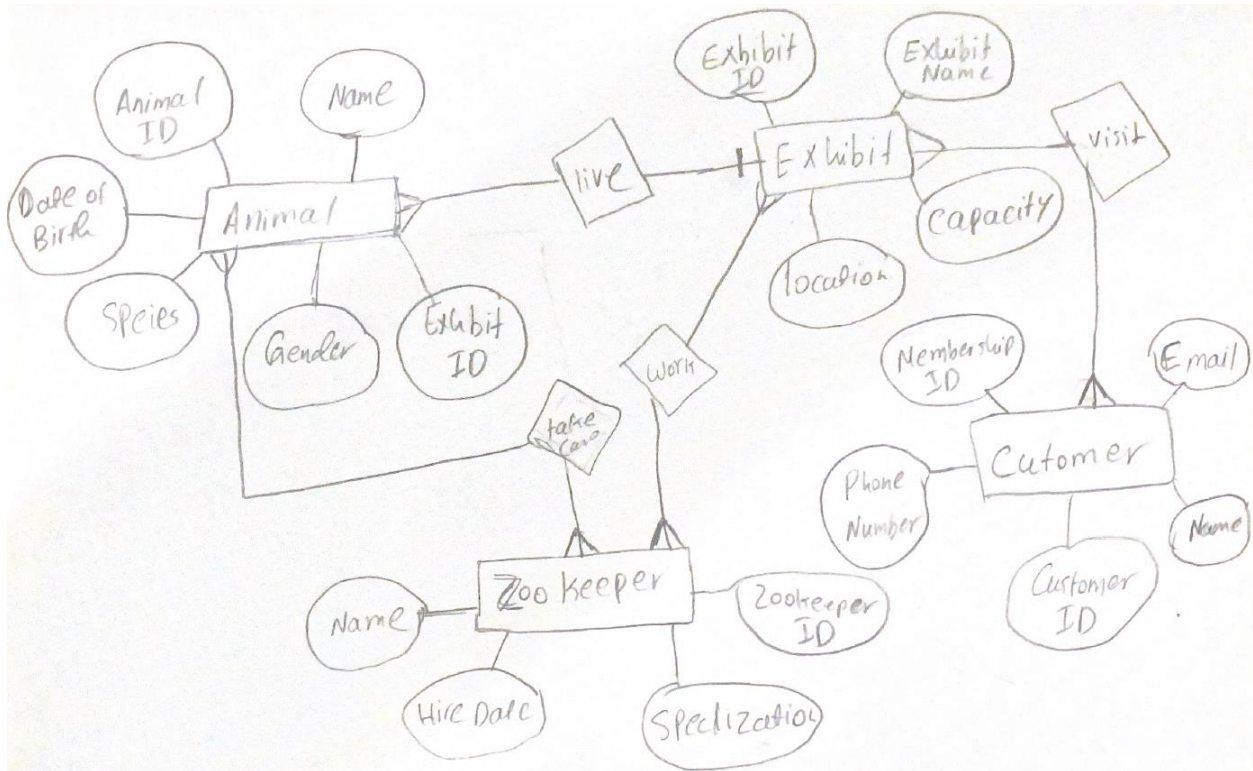 Animal
ID
Name
Date of
Birth
Animal
Speies
Gender
Exhibit
ID
live
Exhibit
ID
Exhibit
Name
Exhibit
visit
Capacity
location
work
take
care
Membership
ID
Email
Cutomer
Phone
Number
Name
Customer
ID
Zoo Keeper
Name
Zookeeper
ID
Hire Date
Speclization